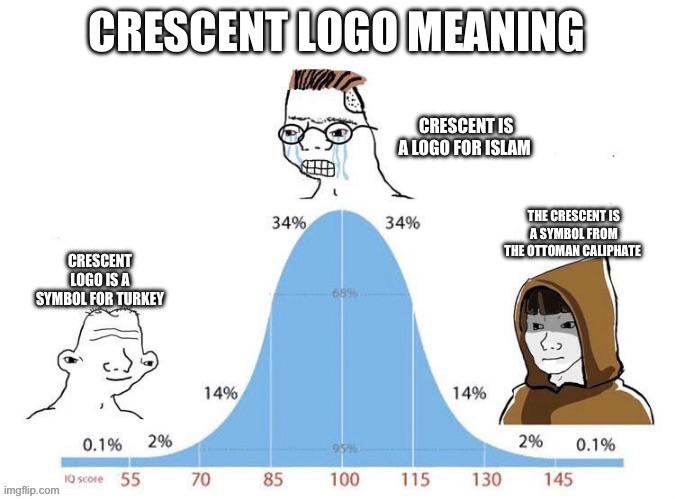 CRESCENT LOGO MEANING
CRESCENT IS
A LOGO FOR ISLAM
THE CRESCENT IS
A SYMBOL FROM
THE OTTOMAN CALIPHATE
CRESCENT
LOGO IS A
SYMBOL FOR TURKEY
34% 34%
68%
14% 14%
0.1% 2% 95% 2% 0.1%
IQ score 55 70 85 100 115 130 145
imgflip.com